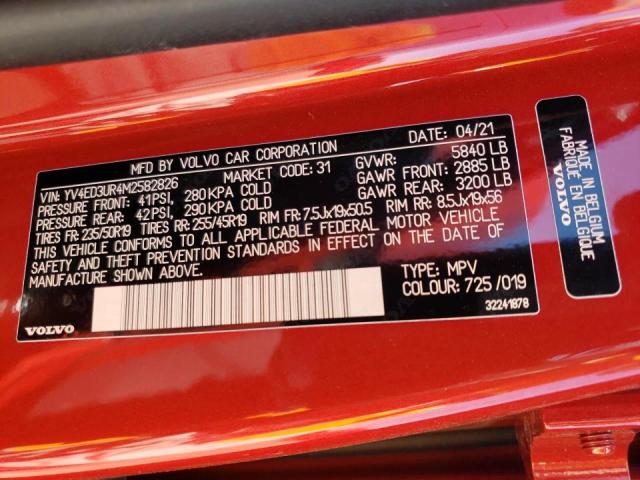 MFD BY VOLVO CAR CORPORATION DATE: 04/21
VIN: YV4ED3UR4M2582826 MARKET CODE: 31 GVWR: 5840 LB
PRESSURE FRONT: 41PSI, 280 KPA COLD GAWR FRONT: 2885 LB
PRESSURE REAR: 42PSI, 290 KPA COLD GAWR REAR: 3200 LB
TIRES FR: 235/50R19 TIRES RR: 255/45R19 RIM FR: 7.5Jx19x50.5 RIM RR: 8.5Jx19x56
THIS VEHICLE CONFORMS TO ALL APPLICABLE FEDERAL MOTOR VEHICLE
SAFETY AND THEFT PREVENTION STANDARDS IN EFFECT ON THE DATE OF
MANUFACTURE SHOWN ABOVE.
TYPE: MPV
COLOUR: 725 /019
VOLVO 32241878
MADE IN BELGIUM
FABRIQUÉ EN BELGIQUE
VOLVO